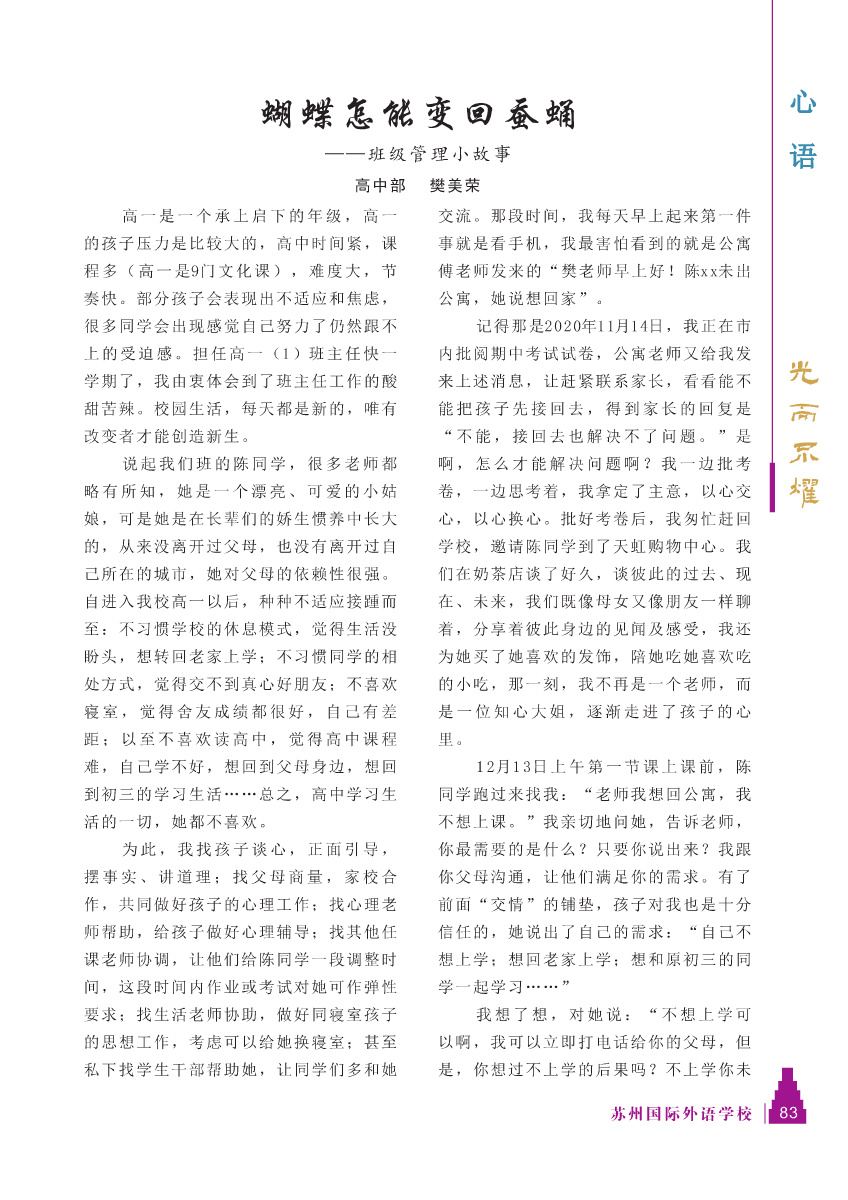 蝴蝶怎能变回蚕蛹
——班级管理小故事
高中部 樊美荣
高一是一个承上启下的年级，高一
的孩子压力是比较大的，高中时间紧，课
程多（高一是9门文化课），难度大，节
奏快。部分孩子会表现出不适应和焦虑，
很多同学会出现感觉自己努力了仍然跟不
上的受迫感。担任高一（1）班主任快一
学期了，我由衷体会到了班主任工作的酸
甜苦辣。校园生活，每天都是新的，唯有
改变者才能创造新生。
说起我们班的陈同学，很多老师都
略有所知，她是一个漂亮、可爱的小姑
娘，可是她是在长辈们的娇生惯养中长大
的，从来没离开过父母，也没有离开过自
己所在的城市，她对父母的依赖性很强。
自进入我校高一以后，种种不适应接踵而
至：不习惯学校的休息模式，觉得生活没
盼头，想转回老家上学；不习惯同学的相
处方式，觉得交不到真心好朋友；不喜欢
寝室，觉得舍友成绩都很好，自己有差
距；以至不喜欢读高中，觉得高中课程
难，自己学不好，想回到父母身边，想回
到初三的学习生活……总之，高中学习生
活的一切，她都不喜欢。
为此，我找孩子谈心，正面引导，
摆事实、讲道理；找父母商量，家校合
作，共同做好孩子的心理工作；找心理老
师帮助，给孩子做好心理辅导；找其他任
课老师协调，让他们给陈同学一段调整时
间，这段时间内作业或考试对她可作弹性
要求；找生活老师协助，做好同寝室孩子
的思想工作，考虑可以给她换寝室；甚至
私下找学生干部帮助她，让同学们多和她
交流。那段时间，我每天早上起来第一件
事就是看手机，我最害怕看到的就是公寓
傅老师发来的“樊老师早上好！陈xx未出
公寓，她说想回家”。
记得那是2020年11月14日，我正在市
内批阅期中考试试卷，公寓老师又给我发
来上述消息，让赶紧联系家长，看看能不
能把孩子先接回去，得到家长的回复是
“不能，接回去也解决不了问题。”是
啊，怎么才能解决问题啊？我一边批考
卷，一边思考着，我拿定了主意，以心交
心，以心换心。批好考卷后，我匆忙赶回
学校，邀请陈同学到了天虹购物中心。我
们在奶茶店谈了好久，谈彼此的过去、现
在、未来，我们既像母女又像朋友一样聊
着，分享着彼此身边的见闻及感受，我还
为她买了她喜欢的发饰，陪她吃她喜欢吃
的小吃，那一刻，我不再是一个老师，而
是一位知心大姐，逐渐走进了孩子的心
里。
12月13日上午第一节课上课前，陈
同学跑过来找我：“老师我想回公寓，我
不想上课。”我亲切地问她，告诉老师，
你最需要的是什么？只要你说出来？我跟
你父母沟通，让他们满足你的需求。有了
前面“交情”的铺垫，孩子对我也是十分
信任的，她说出了自己的需求：“自己不
想上学；想回老家上学；想和原初三的同
学一起学习……”
我想了想，对她说：“不想上学可
以啊，我可以立即打电话给你的父母，但
是，你想过不上学的后果吗？不上学你未
心语
光而不耀
苏州国际外语学校 83